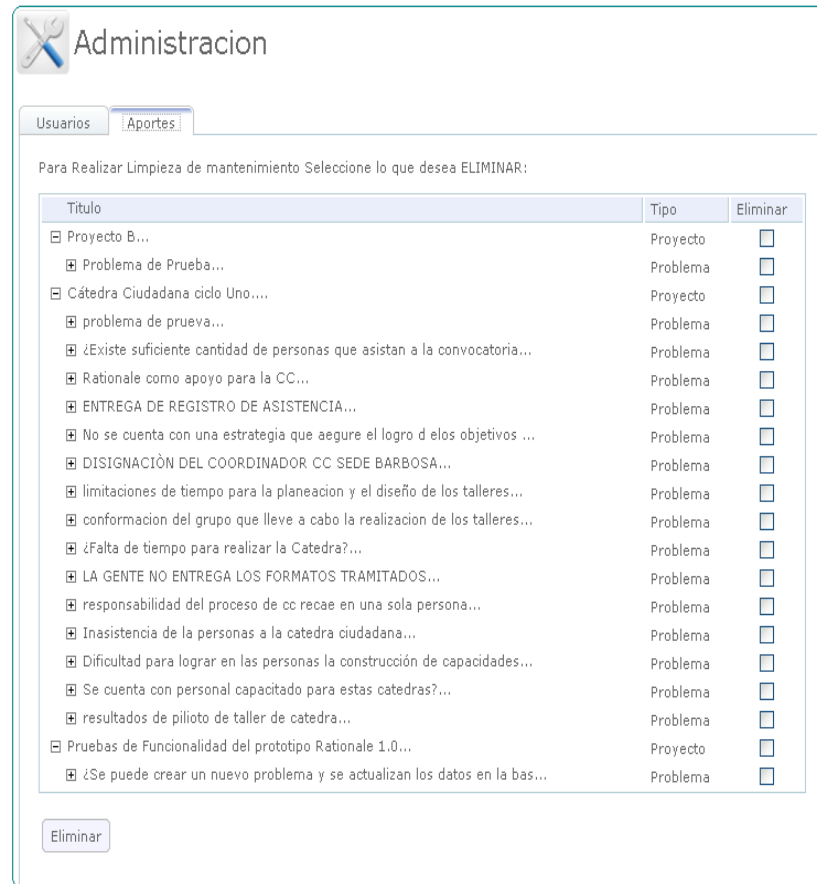 Administracion
Usuarios Aportes
Para Realizar Limpieza de mantenimiento Seleccione lo que desea ELIMINAR:
Titulo Tipo Eliminar
Proyecto B... Proyecto
Problema de Prueba... Problema
Cátedra Ciudadana ciclo Uno.... Proyecto
problema de prueva... Problema
¿Existe suficiente cantidad de personas que asistan a la convocatoria... Problema
Rationale como apoyo para la CC... Problema
ENTREGA DE REGISTRO DE ASISTENCIA... Problema
No se cuenta con una estrategia que aegure el logro d elos objetivos ... Problema
DISIGNACIÒN DEL COORDINADOR CC SEDE BARBOSA... Problema
limitaciones de tiempo para la planeacion y el diseño de los talleres... Problema
conformacion del grupo que lleve a cabo la realizacion de los talleres... Problema
¿Falta de tiempo para realizar la Catedra?... Problema
LA GENTE NO ENTREGA LOS FORMATOS TRAMITADOS... Problema
responsabilidad del proceso de cc recae en una sola persona... Problema
Inasistencia de la personas a la catedra ciudadana... Problema
Dificultad para lograr en las personas la construcción de capacidades... Problema
Se cuenta con personal capacitado para estas catedras?... Problema
resultados de pilioto de taller de catedra... Problema
Pruebas de Funcionalidad del prototipo Rationale 1.0... Proyecto
¿Se puede crear un nuevo problema y se actualizan los datos en la bas... Problema
Eliminar